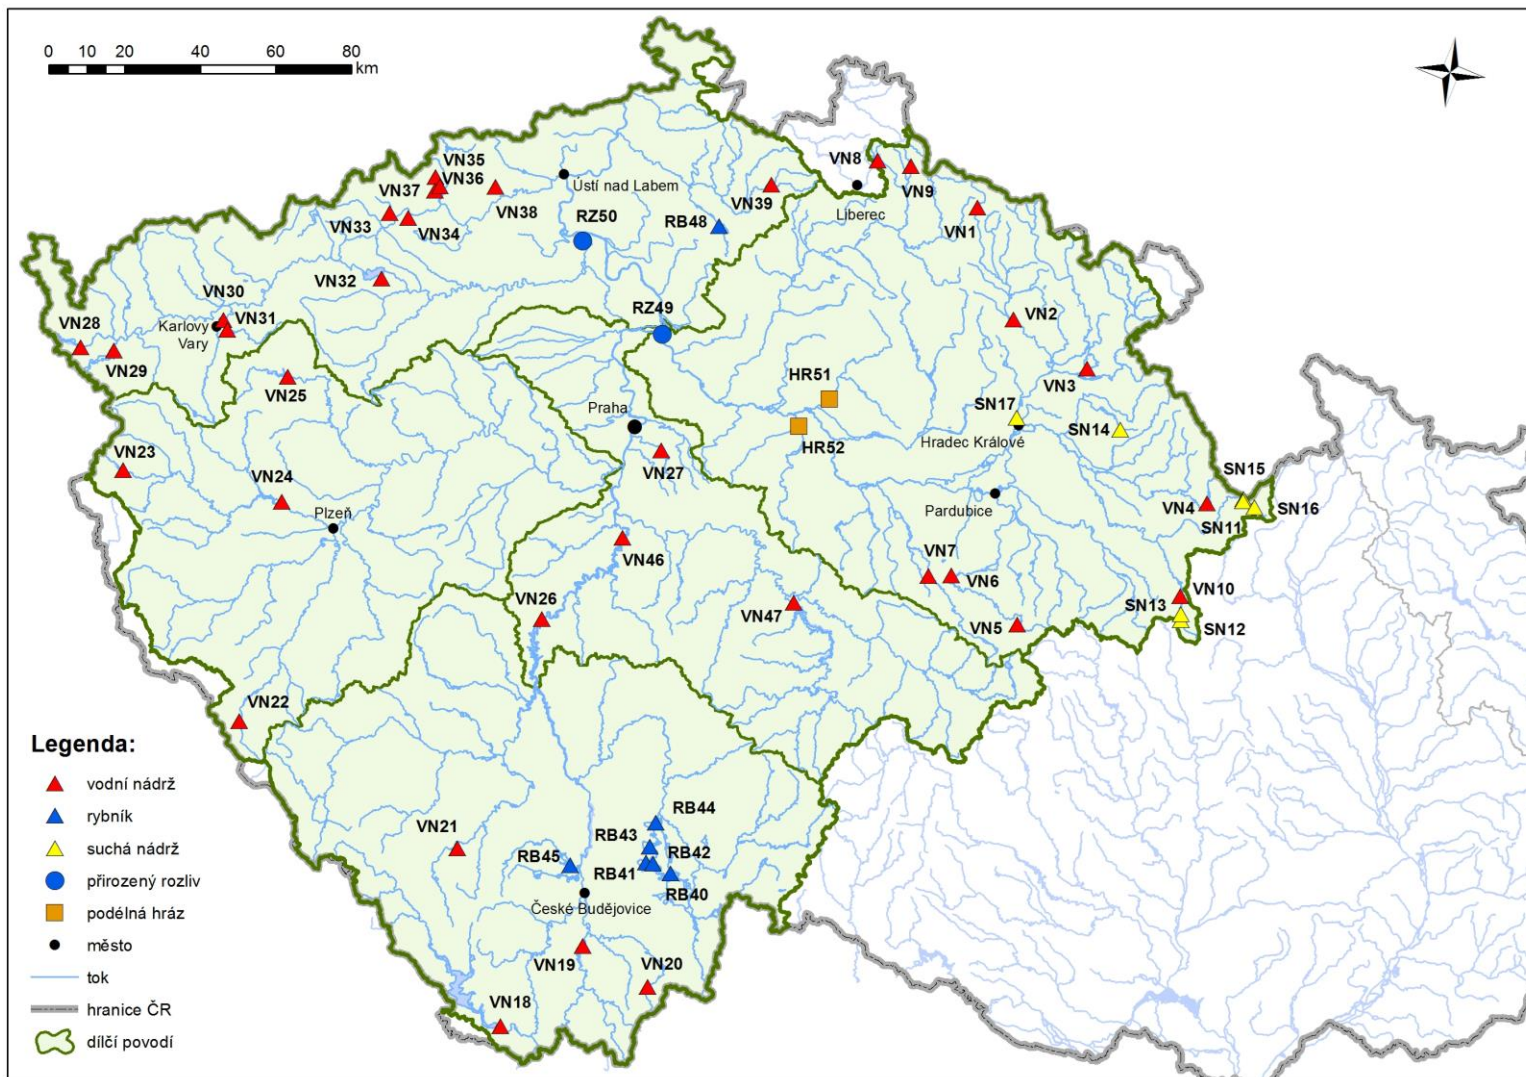 0 10 20 40 60 80
km
VN35
VN36
VN37
VN38
Ústí nad Labem
VN8
VN9
VN39
Liberec
VN33
VN34
RZ50
RB48
VN1
VN32
VN30
VN31
Karlovy
Vary
VN28
VN29
RZ49
VN2
VN25
VN3
HR51
Praha
SN17
SN14
Hradec Králové
HR52
VN27
VN23
VN24
Plzeň
SN15
Pardubice
VN4
SN16
SN11
VN46
VN7
VN6
VN10
SN13
VN26
VN47
VN5
SN12
VN22
Legenda:
vodní nádrž
rybník
suchá nádrž
přirozený rozliv
podélná hráz
město
tok
hranice ČR
dílčí povodí
RB44
VN21
RB43
RB45
RB42
RB41
RB40
České Budějovice
VN19
VN20
VN18